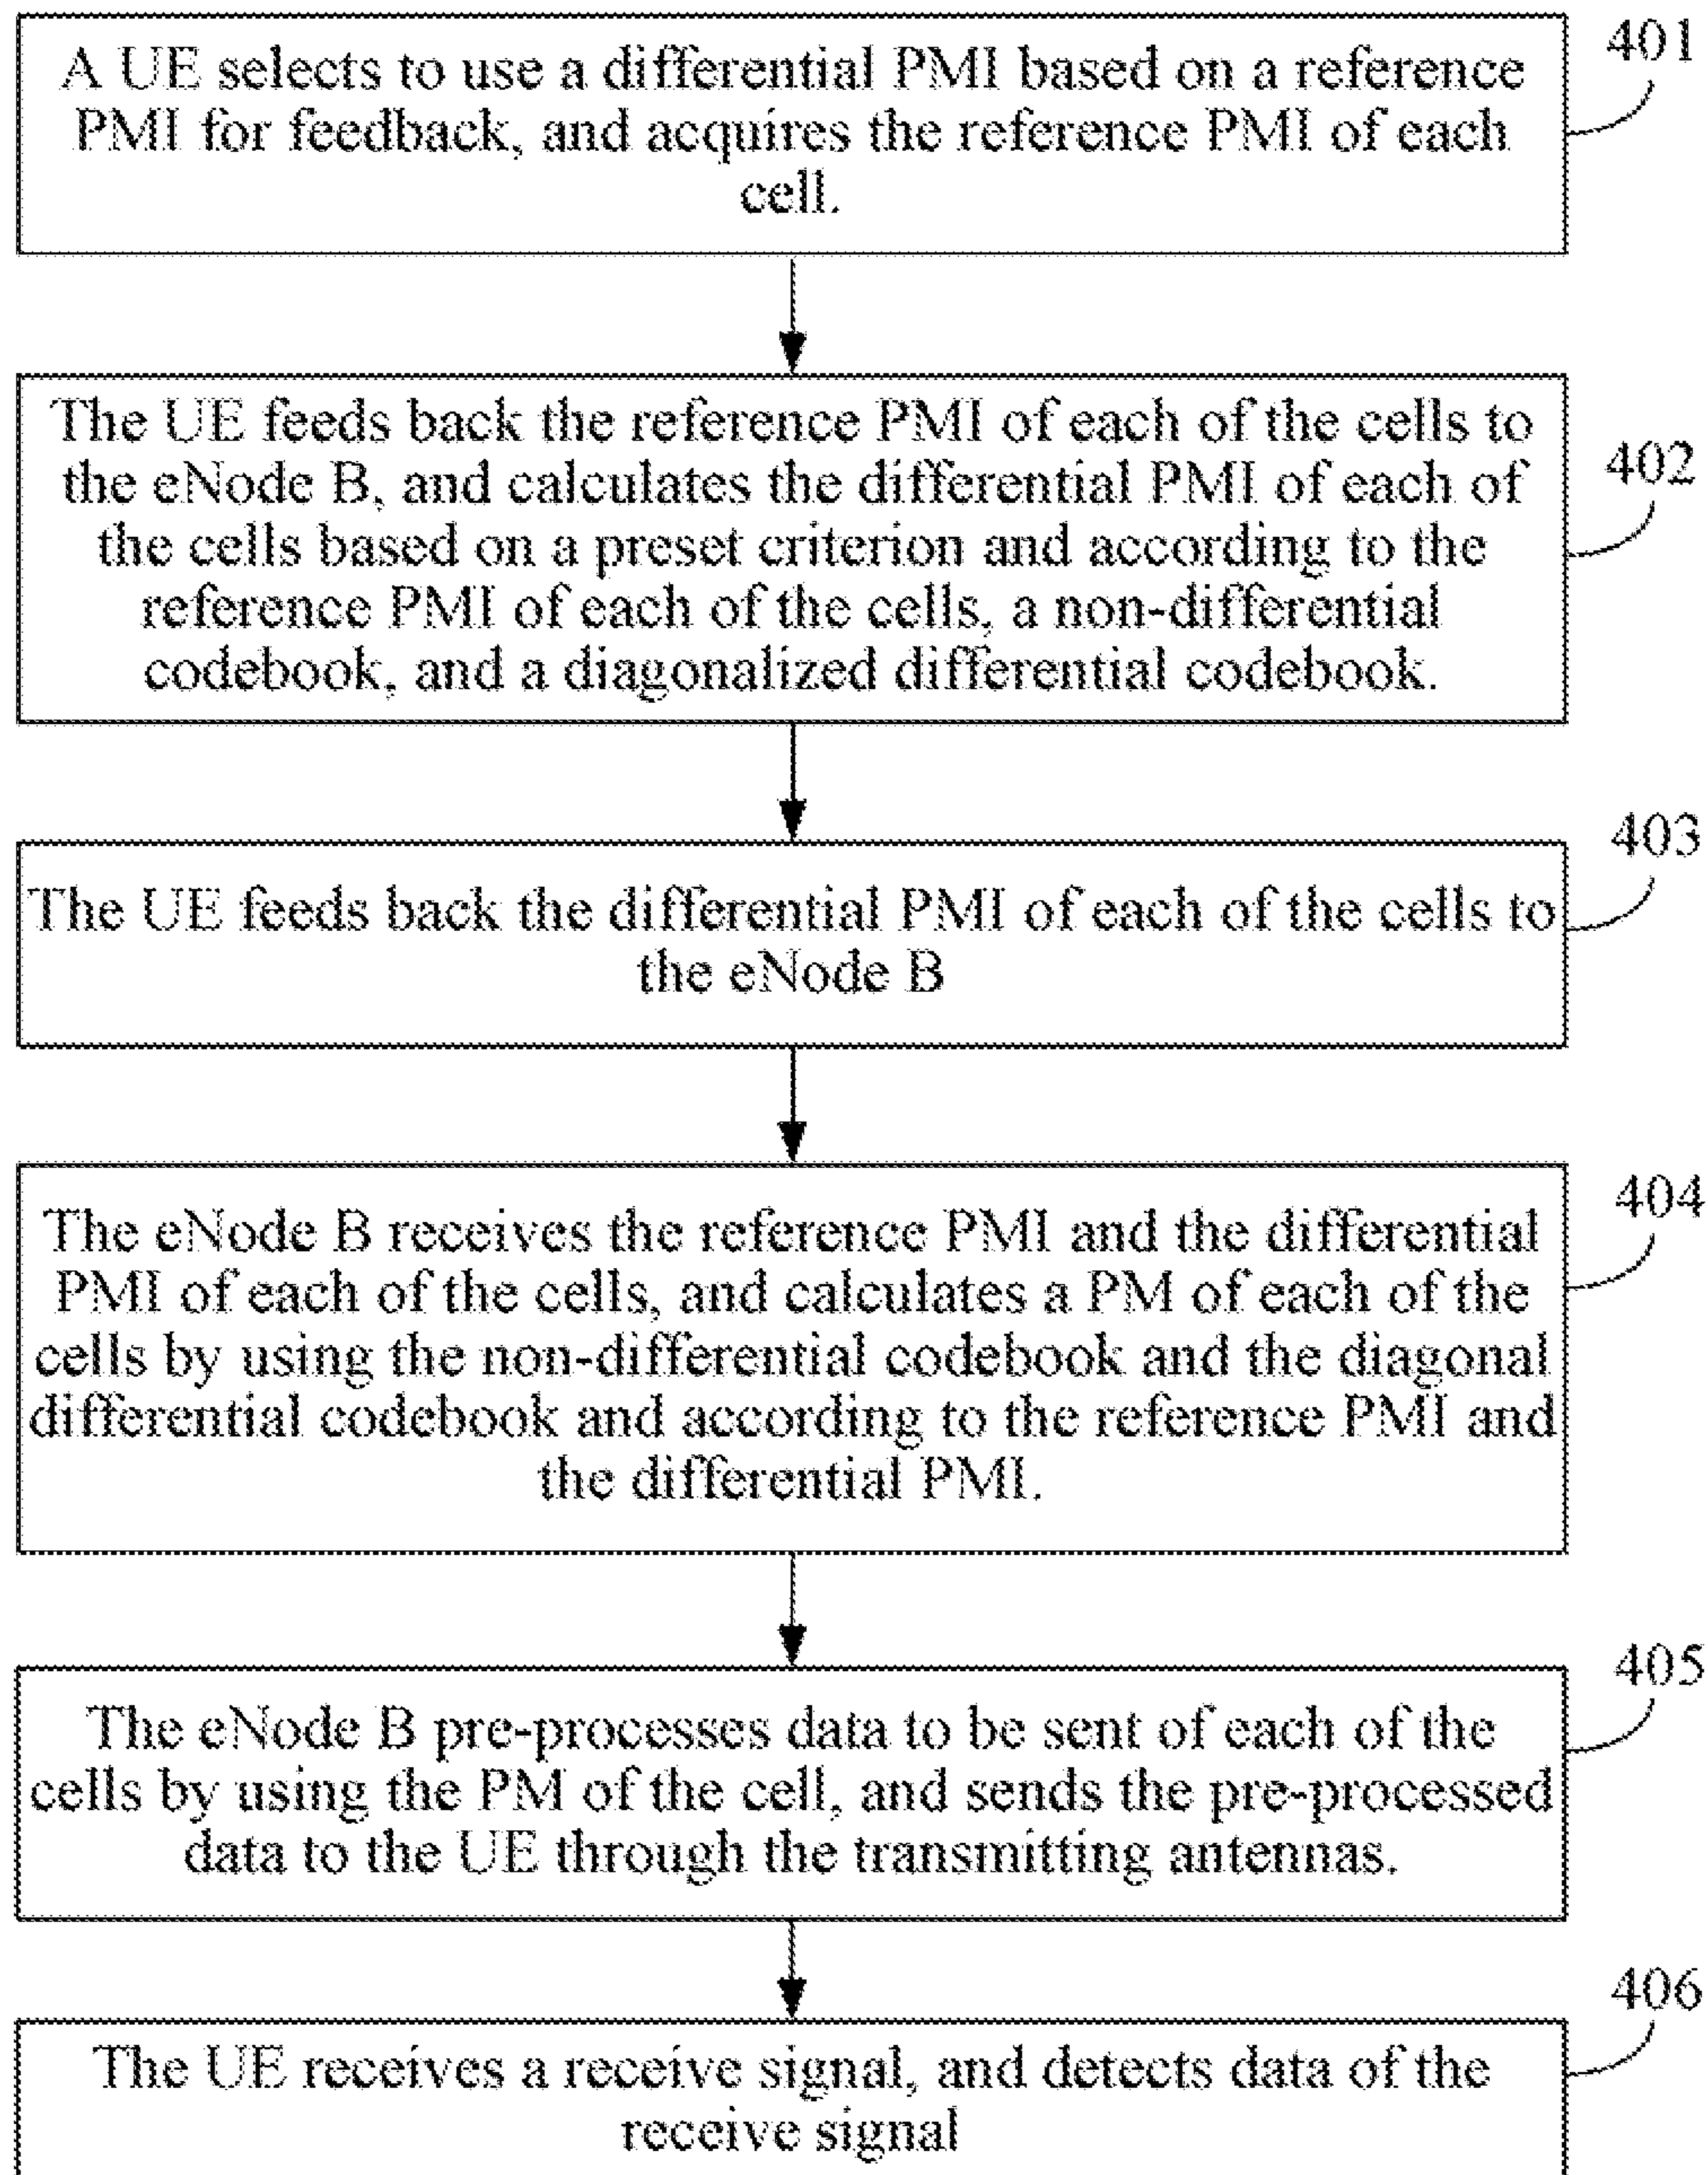 A UE selects to use a differential PMI based on a reference
PMI for feedback, and acquires the reference PMI of each
cell.
401
The UE feeds back the reference PMI of each of the cells to
the eNode B, and calculates the differential PMI of each of
the cells based on a preset criterion and according to the
reference PMI of each of the cells, a non-differential
codebook, and a diagonalized differential codebook.
402
The UE feeds back the differential PMI of each of the cells to
the eNode B
403
The eNode B receives the reference PMI and the differential
PMI of each of the cells, and calculates a PM of each of the
cells by using the non-differential codebook and the diagonal
differential codebook and according to the reference PMI and
the differential PMI.
404
The eNode B pre-processes data to be sent of each of the
cells by using the PM of the cell, and sends the pre-processed
data to the UE through the transmitting antennas.
405
The UE receives a receive signal, and detects data of the
receive signal
406